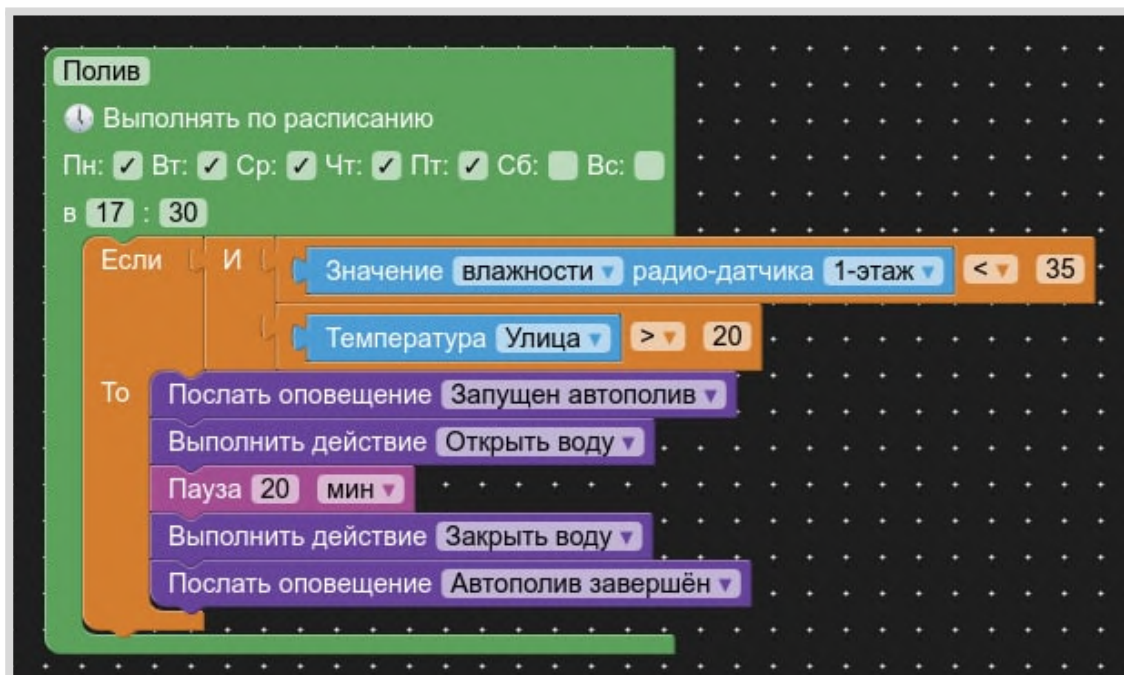 Полив
Выполнять по расписанию
Пн: ✓ Вт: ✓ Ср: ✓ Чт: ✓ Пт: ✓ Сб: Вс:
в 17 : 30
Если И Значение влажности радио-датчика 1-этаж < 35
Температура Улица > 20
То Послать оповещение Запущен автополив
Выполнить действие Открыть воду
Пауза 20 мин
Выполнить действие Закрыть воду
Послать оповещение Автополив завершён